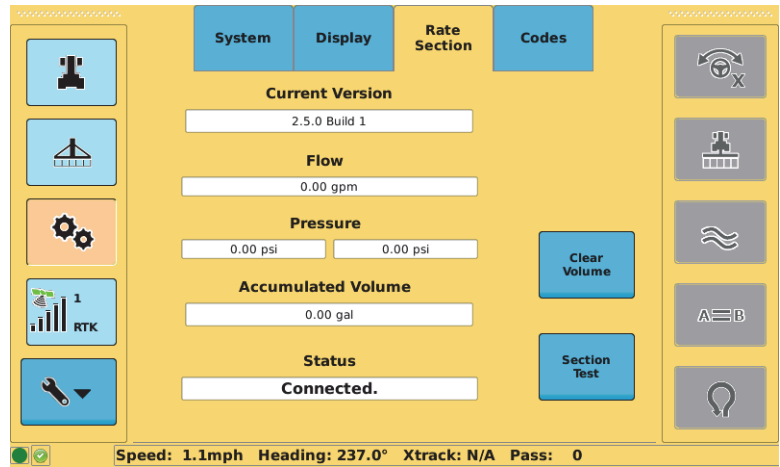 System
Display
Rate
Section
Codes
Current Version
2.5.0 Build 1
Flow
0.00 gpm
Pressure
0.00 psi
0.00 psi
Accumulated Volume
0.00 gal
Status
Connected.
Clear
Volume
Section
Test
1
RTK
X
A B
Speed: 1.1mph Heading: 237.0° Xtrack: N/A Pass: 0